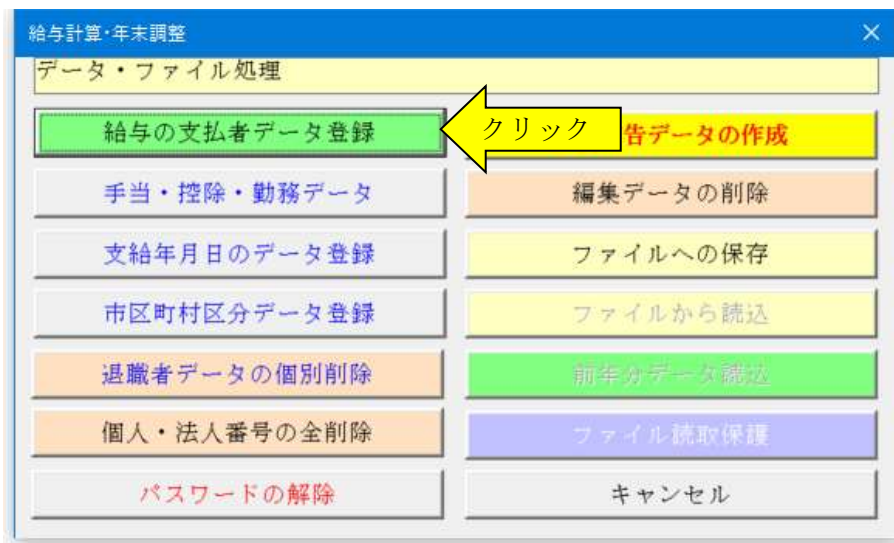 給与計算・年末調整
データ・ファイル処理
給与の支払者データ登録
クリック
告データの作成
手当・控除・勤務データ
編集データの削除
支給年月日のデータ登録
ファイルへの保存
市区町村区分データ登録
ファイルから読込
退職者データの個別削除
前年分データ読込
個人・法人番号の全削除
ファイル読取保護
パスワードの解除
キャンセル